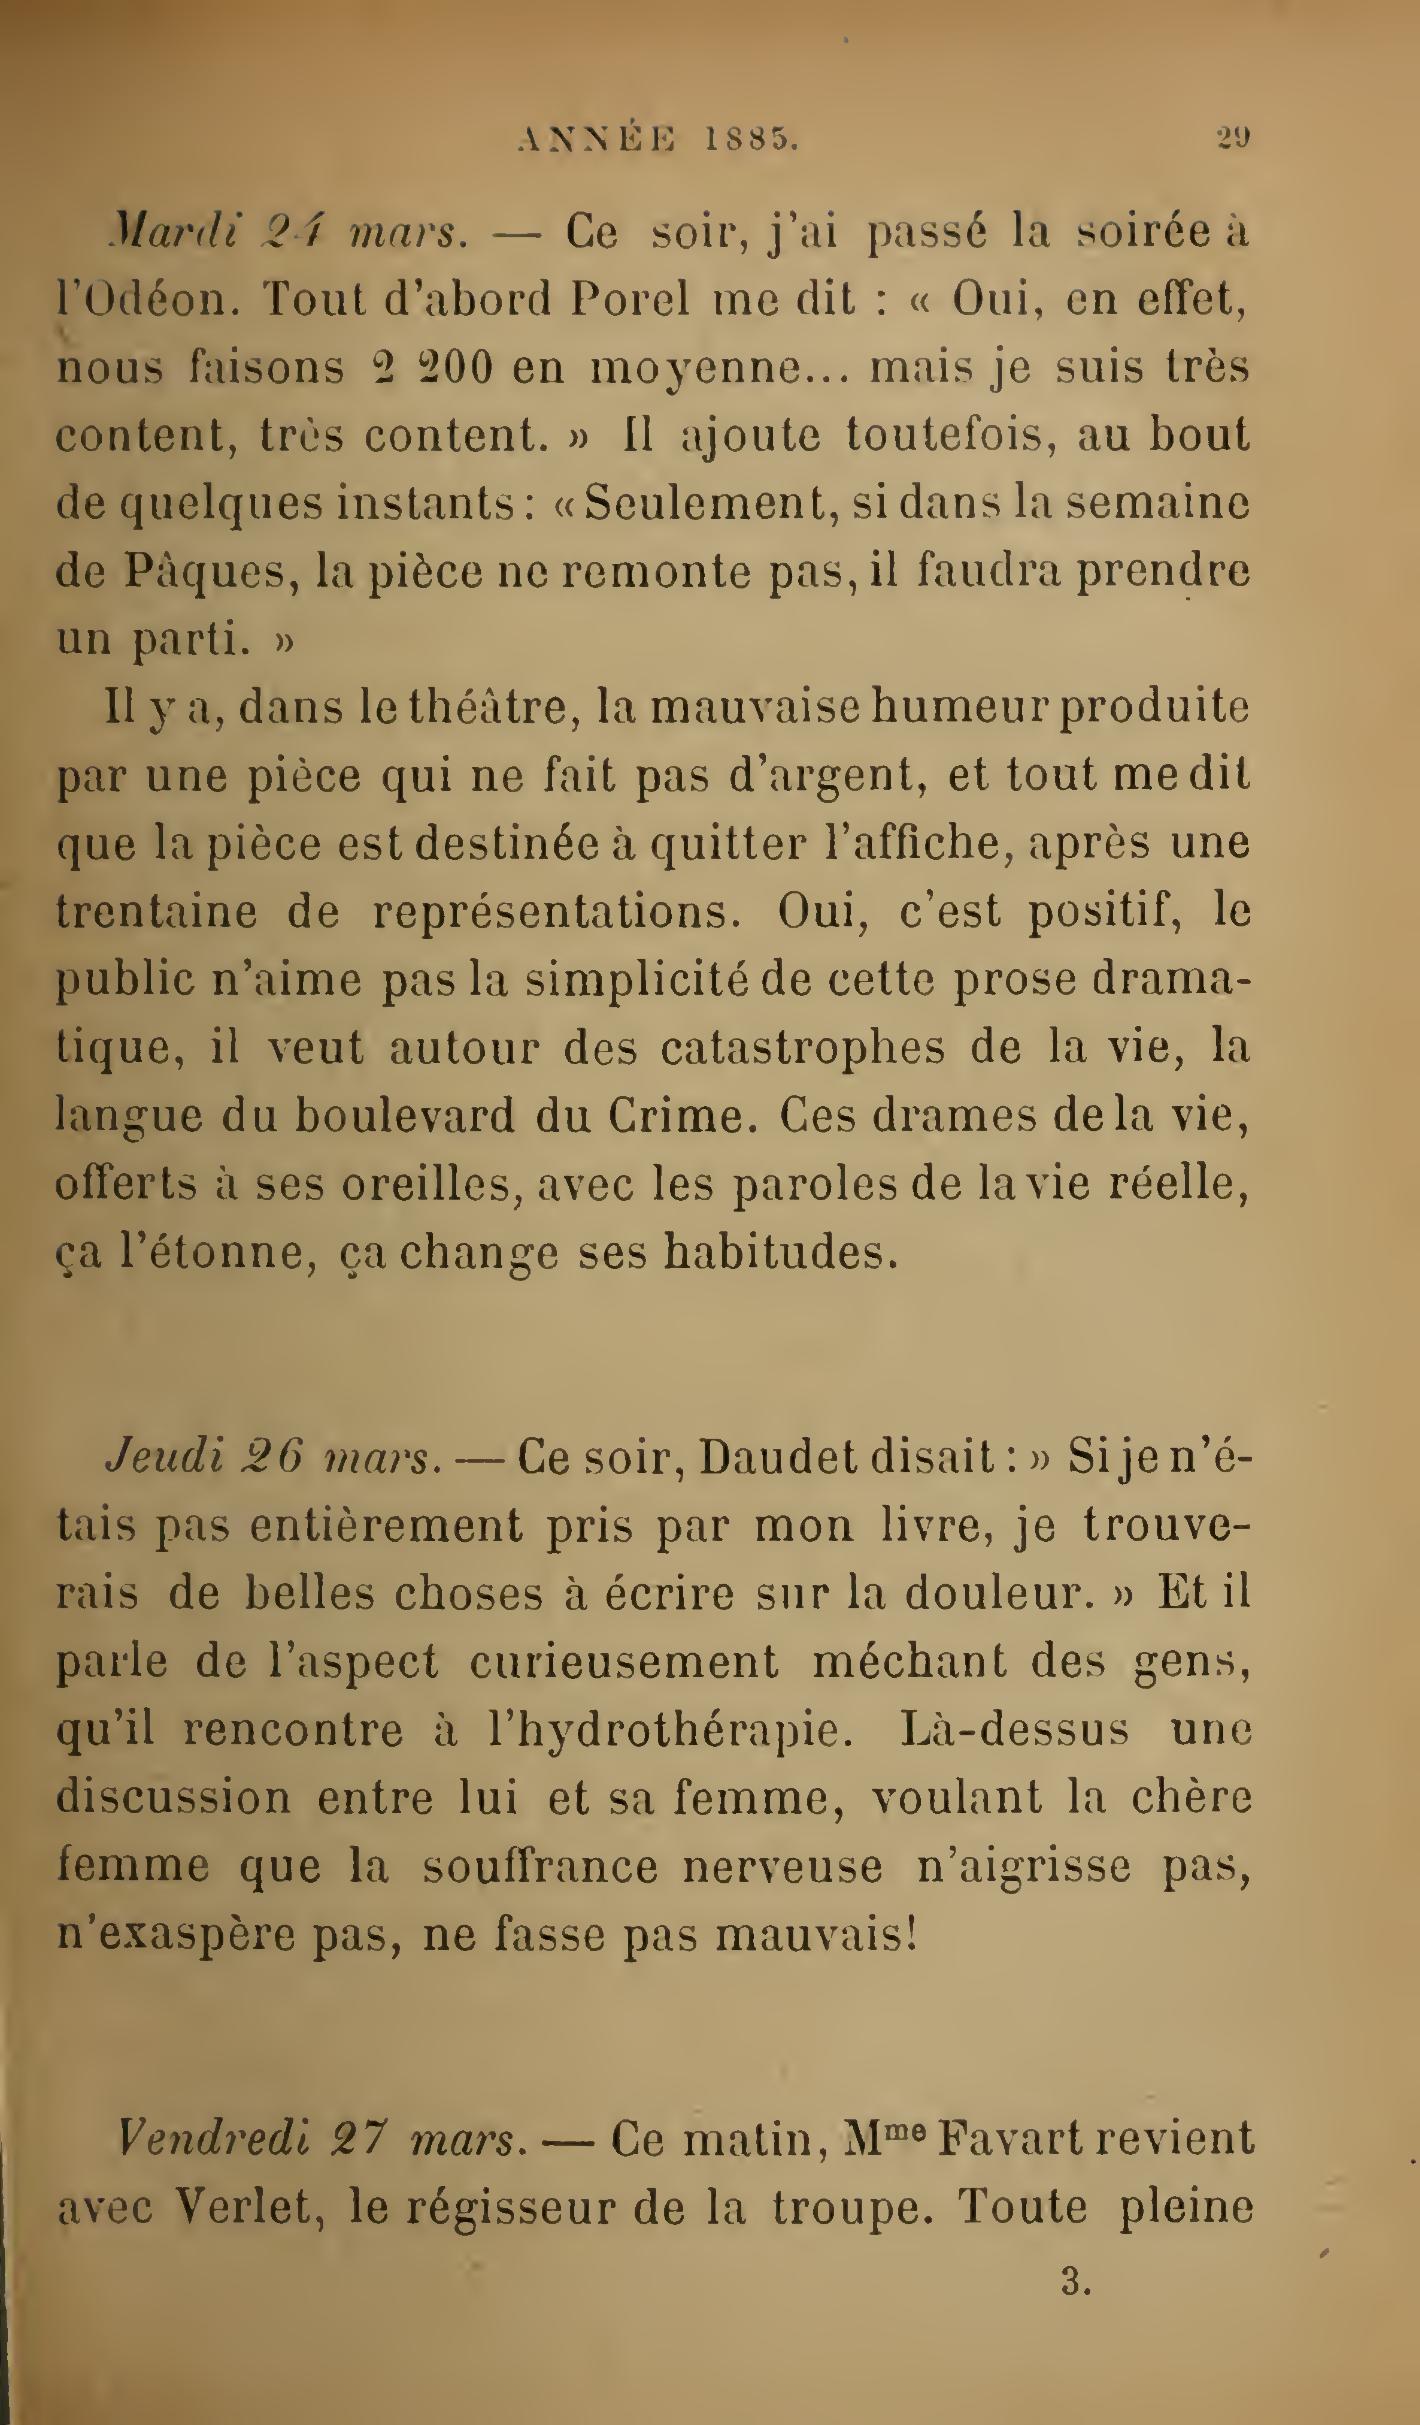 ANNÉE 1885. 29
Mardi 24 mars. — Ce soir, j'ai passé la soirée à
l'Odéon. Tout d'abord Porel me dit : « Oui, en effet,
nous faisons 2 200 en moyenne... mais je suis très
content, très content. » Il ajoute toutefois, au bout
de quelques instants : « Seulement, si dans la semaine
de Pâques, la pièce ne remonte pas, il faudra prendre
un parti. »
Il y a, dans le théâtre, la mauvaise humeur produite
par une pièce qui ne fait pas d'argent, et tout me dit
que la pièce est destinée à quitter l'affiche, après une
trentaine de représentations. Oui, c'est positif, le
public n'aime pas la simplicité de cette prose drama-
tique, il veut autour des catastrophes de la vie, la
langue du boulevard du Crime. Ces drames de la vie,
offerts à ses oreilles, avec les paroles de la vie réelle,
ça l'étonne, ça change ses habitudes.
Jeudi 26 mars. — Ce soir, Daudet disait : » Si je n'é-
tais pas entièrement pris par mon livre, je trouve-
rais de belles choses à écrire sur la douleur. » Et il
parle de l'aspect curieusement méchant des gens,
qu'il rencontre à l'hydrothérapie. Là-dessus une
discussion entre lui et sa femme, voulant la chère
femme que la souffrance nerveuse n'aigrisse pas,
n'exaspère pas, ne fasse pas mauvais!
Vendredi 27 mars. — Ce matin, Mme Favart revient
avec Verlet, le régisseur de la troupe. Toute pleine
3.